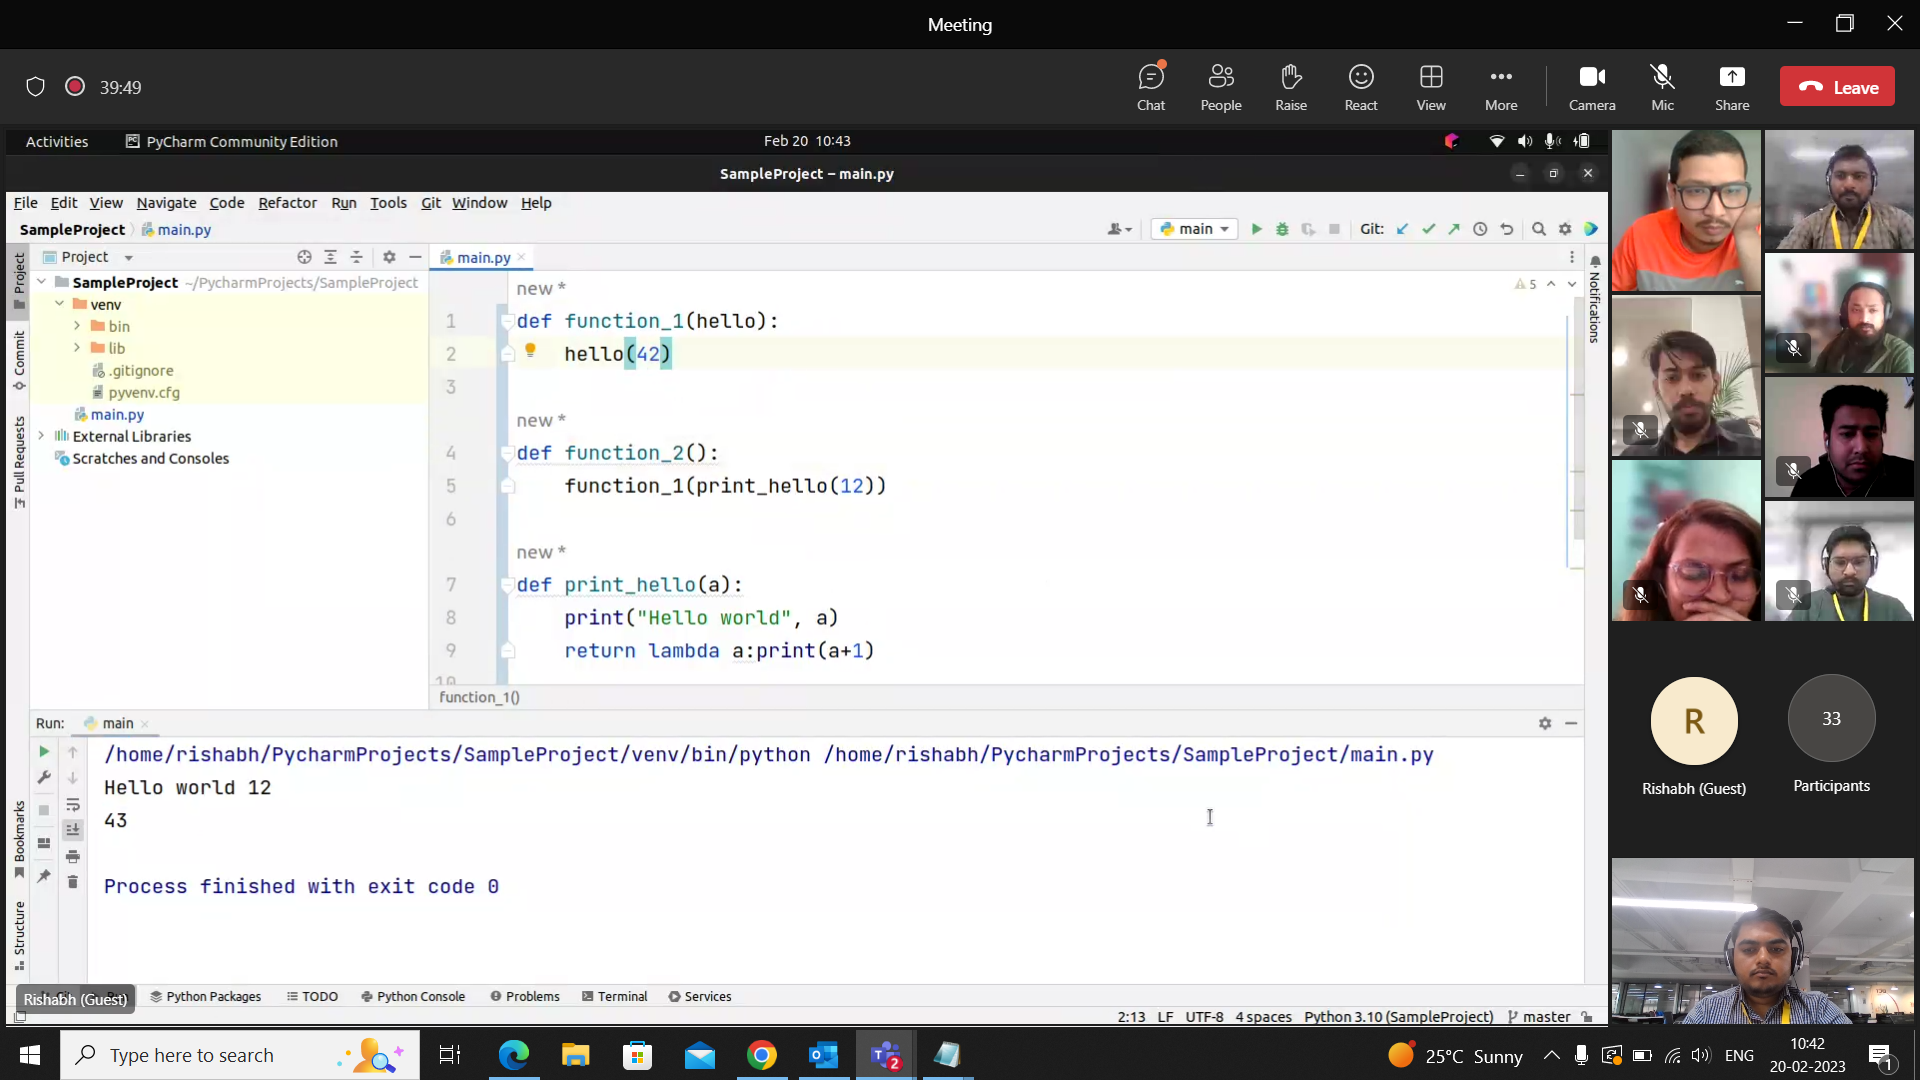 Meeting
39:49
Chat
People
Raise
React
View
More
Camera
Mic
Share
Leave
Activities
PC PyCharm Community Edition
Feb 20 10:43
SampleProject – main.py
File Edit View Navigate Code Refactor Run Tools Git Window Help
SampleProject main.py
main
Git:
Project
Commit
Pull Requests
Bookmarks
Structure
Project
SampleProject ~/PycharmProjects/SampleProject
venv
bin
lib
.gitignore
pyvenv.cfg
main.py
External Libraries
Scratches and Consoles
main.py
Notifications
5
new *
1 def function_1(hello):
2 hello(42)
3
new *
4 def function_2():
5 function_1(print_hello(12))
6
new *
7 def print_hello(a):
8 print("Hello world", a)
9 return lambda a:print(a+1)
10
function_1()
Run: main
/home/rishabh/PycharmProjects/SampleProject/venv/bin/python /home/rishabh/PycharmProjects/SampleProject/main.py
Hello world 12
43
Process finished with exit code 0
Rishabh (Guest)
Python Packages
TODO
Python Console
Problems
Terminal
Services
2:13 LF UTF-8 4 spaces Python 3.10 (SampleProject) master
R
Rishabh (Guest)
33
Participants
Type here to search
2
25°C Sunny
ENG
10:42
20-02-2023
1